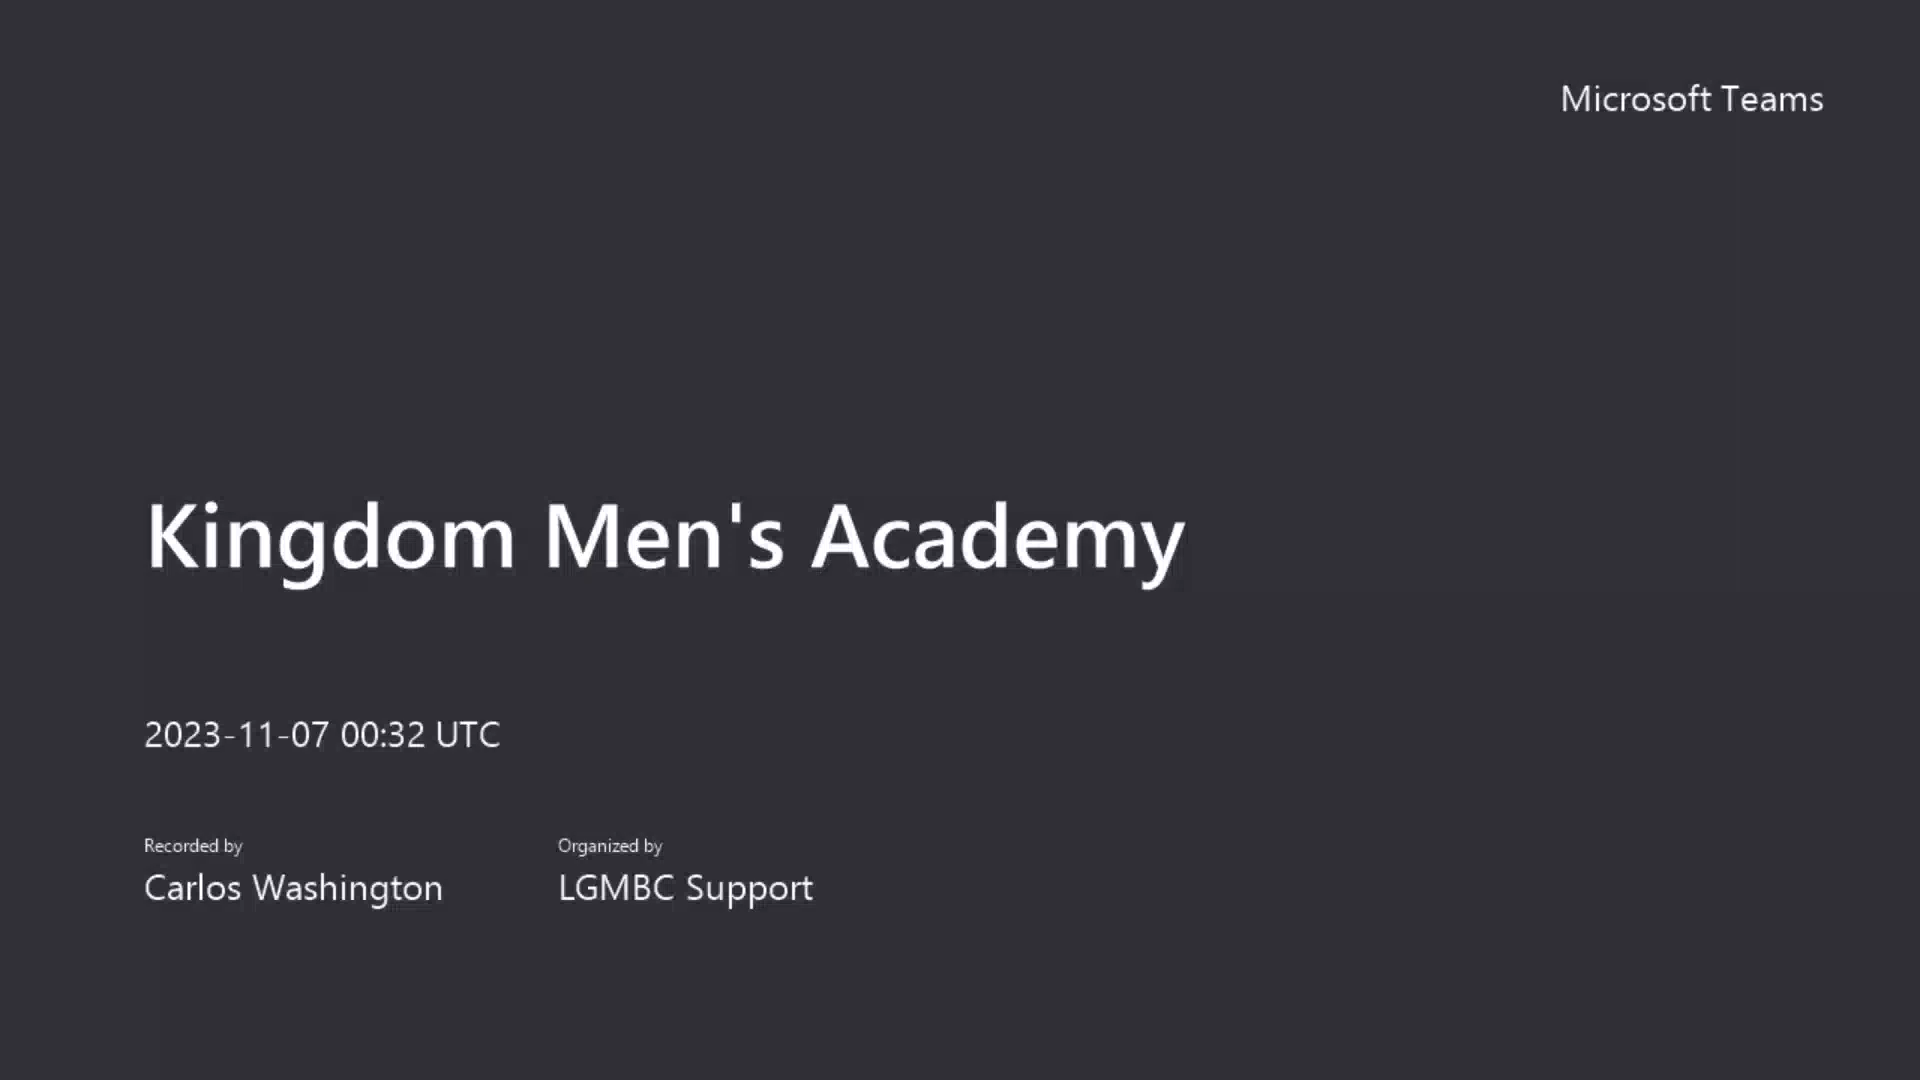 Microsoft Teams
Kingdom Men's Academy
2023-11-07 00:32 UTC
Recorded by
Carlos Washington
Organized by
LGMBC Support